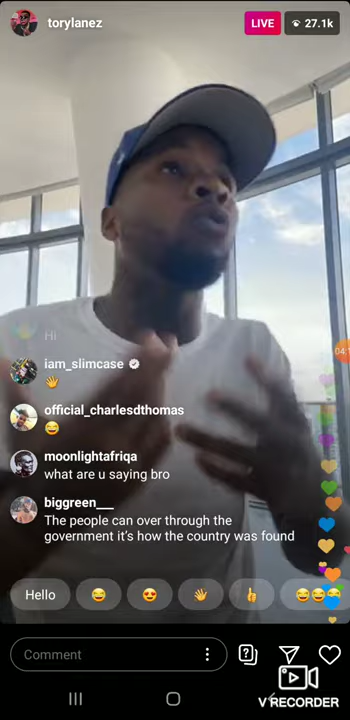 torylanez
LIVE
27.1k
Hi
04:
iam_slimcase
👋
official_charlesdthomas
😂
moonlightafriqa
what are u saying bro
biggreen__
The people can over through the
government it's how the country was found
Hello 😂 😍 👋 👍 😂😂😂
Comment
V RECORDER